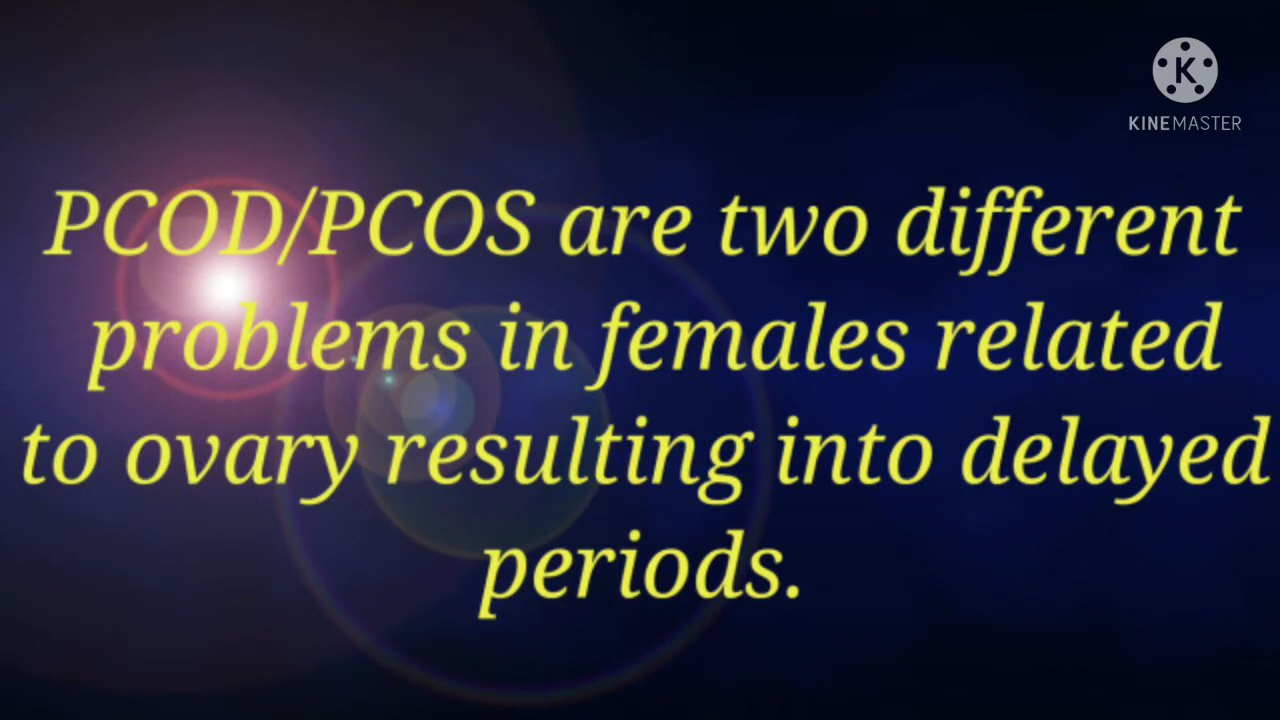 K
KINEMASTER
PCOD/PCOS are two different
problems in females related
to ovary resulting into delayed
periods.